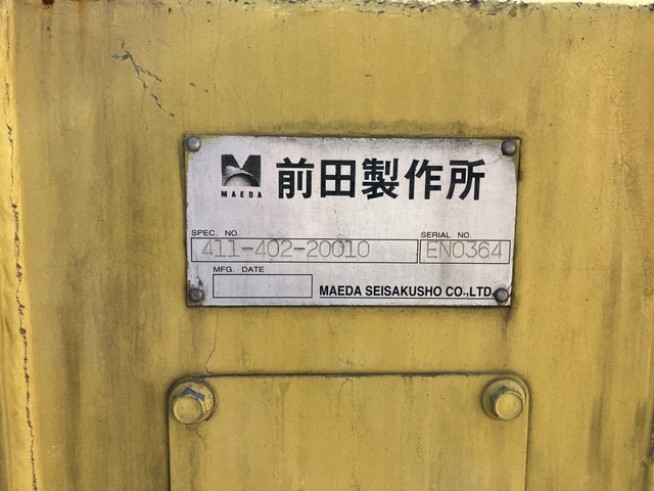 MAEDA
前田製作所
SPEC. NO.
SERIAL NO.
411-402-20010
EN0364
MFG. DATE
MAEDA SEISAKUSHO CO.,LTD.